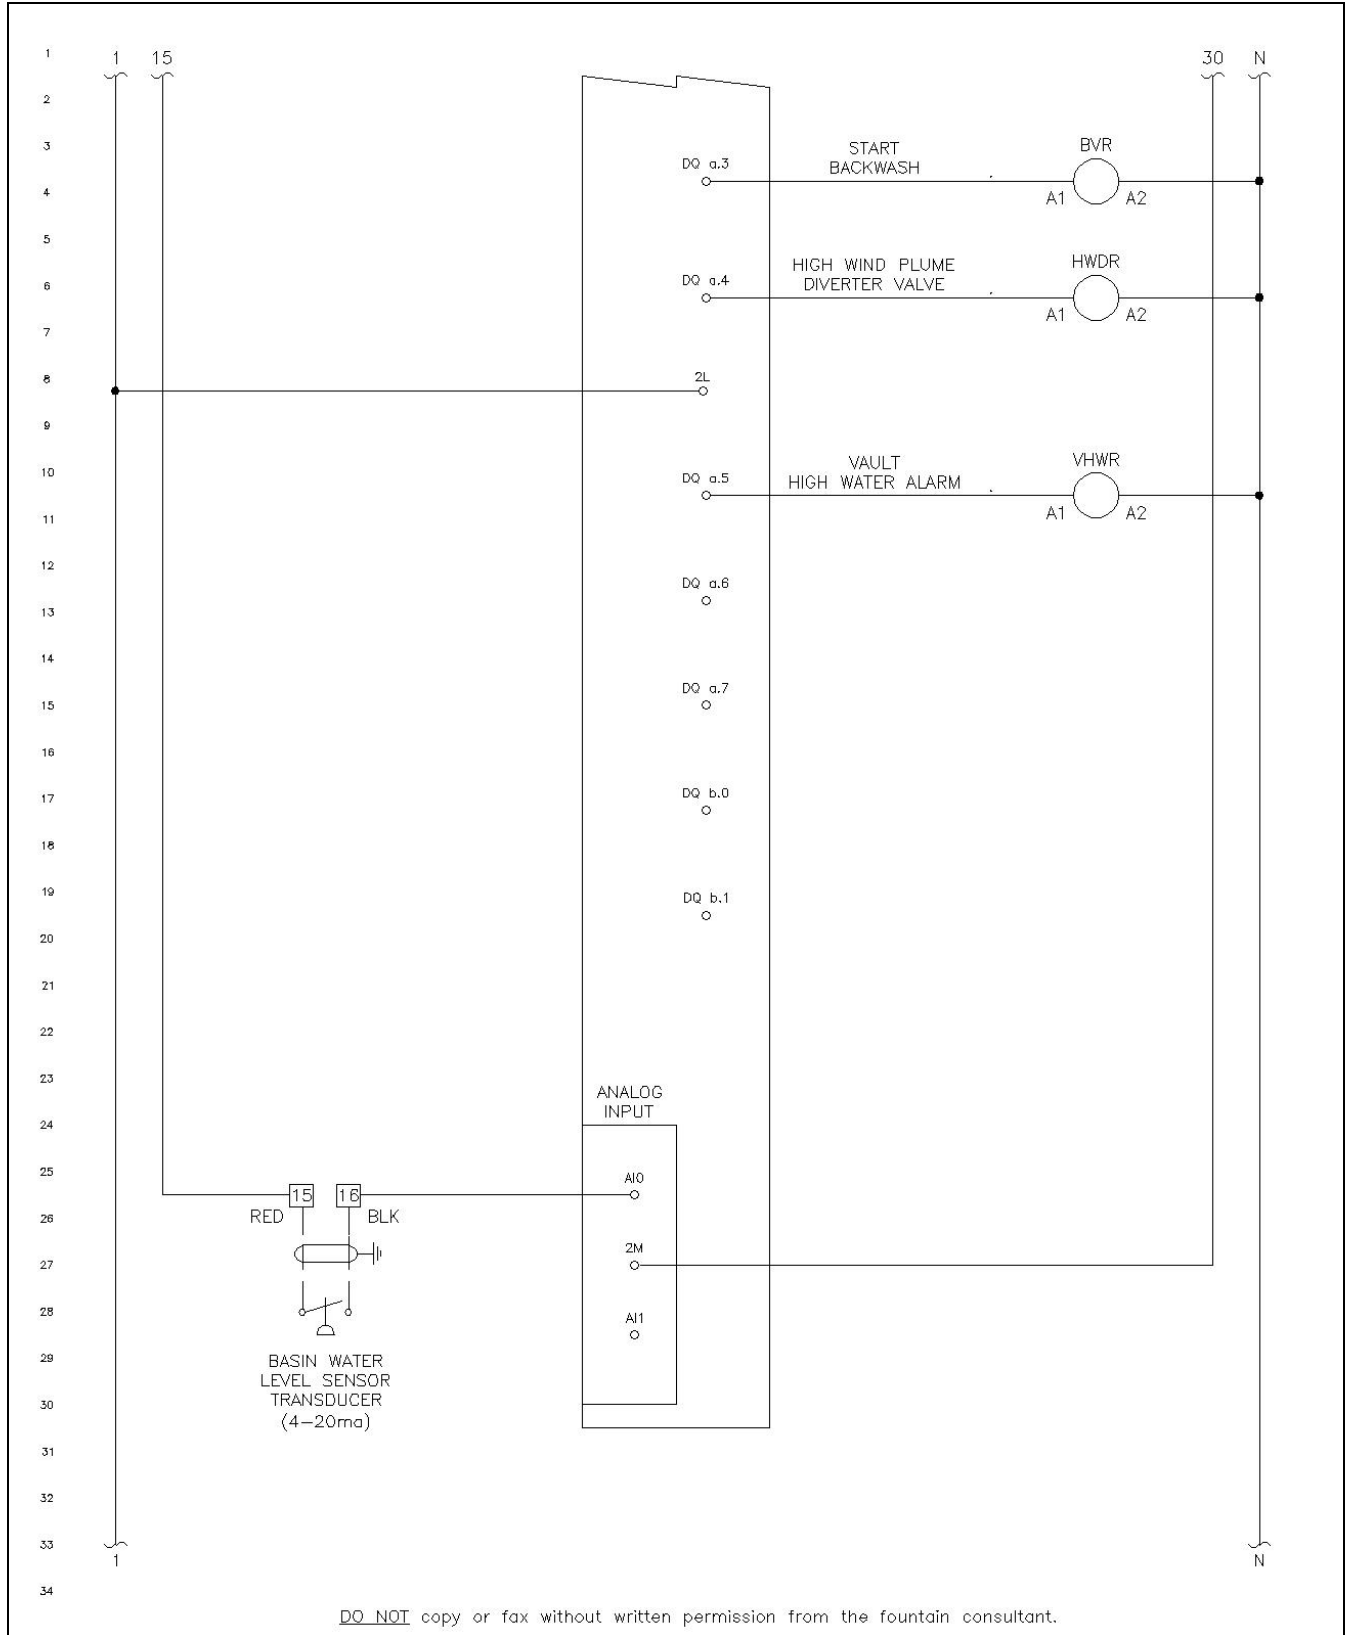 1
1 15 30 N
2
3
START
BACKWASH
BVR
DQ a.3
4
A1 A2
5
HIGH WIND PLUME
DIVERTER VALVE
HWDR
DQ a.4
6
A1 A2
7
8
2L
9
VAULT
HIGH WATER ALARM
VHWR
10
DQ a.5
11
A1 A2
12
DQ a.6
13
14
DQ a.7
15
16
DQ b.0
17
18
19
DQ b.1
20
21
22
23
ANALOG
INPUT
24
25
AI0
15 16
26
RED BLK
27
2M
28
AI1
29
BASIN WATER
LEVEL SENSOR
TRANSDUCER
(4-20ma)
30
31
32
33
1 N
34
DO NOT copy or fax without written permission from the fountain consultant.